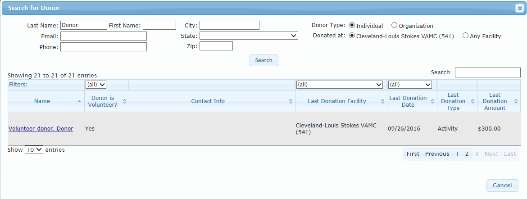 Search for Donor
Last Name: Donor First Name: City: Donor Type: Individual Organization
Email: State: Donated at: Cleveland-Louis Stokes VAMC (541) Any Facility
Phone: Zip:
Search
Showing 21 to 21 of 21 entries Search:
Filters: (all) (all) (all)
Name Donor is Volunteer? Contact Info Last Donation Facility Last Donation Date Last Donation Type Last Donation Amount
Volunteer donor, Donor Yes Cleveland-Louis Stokes VAMC (541) 09/26/2016 Activity $300.00
Show 10 entries First Previous 1 2 3 Next Last
Cancel